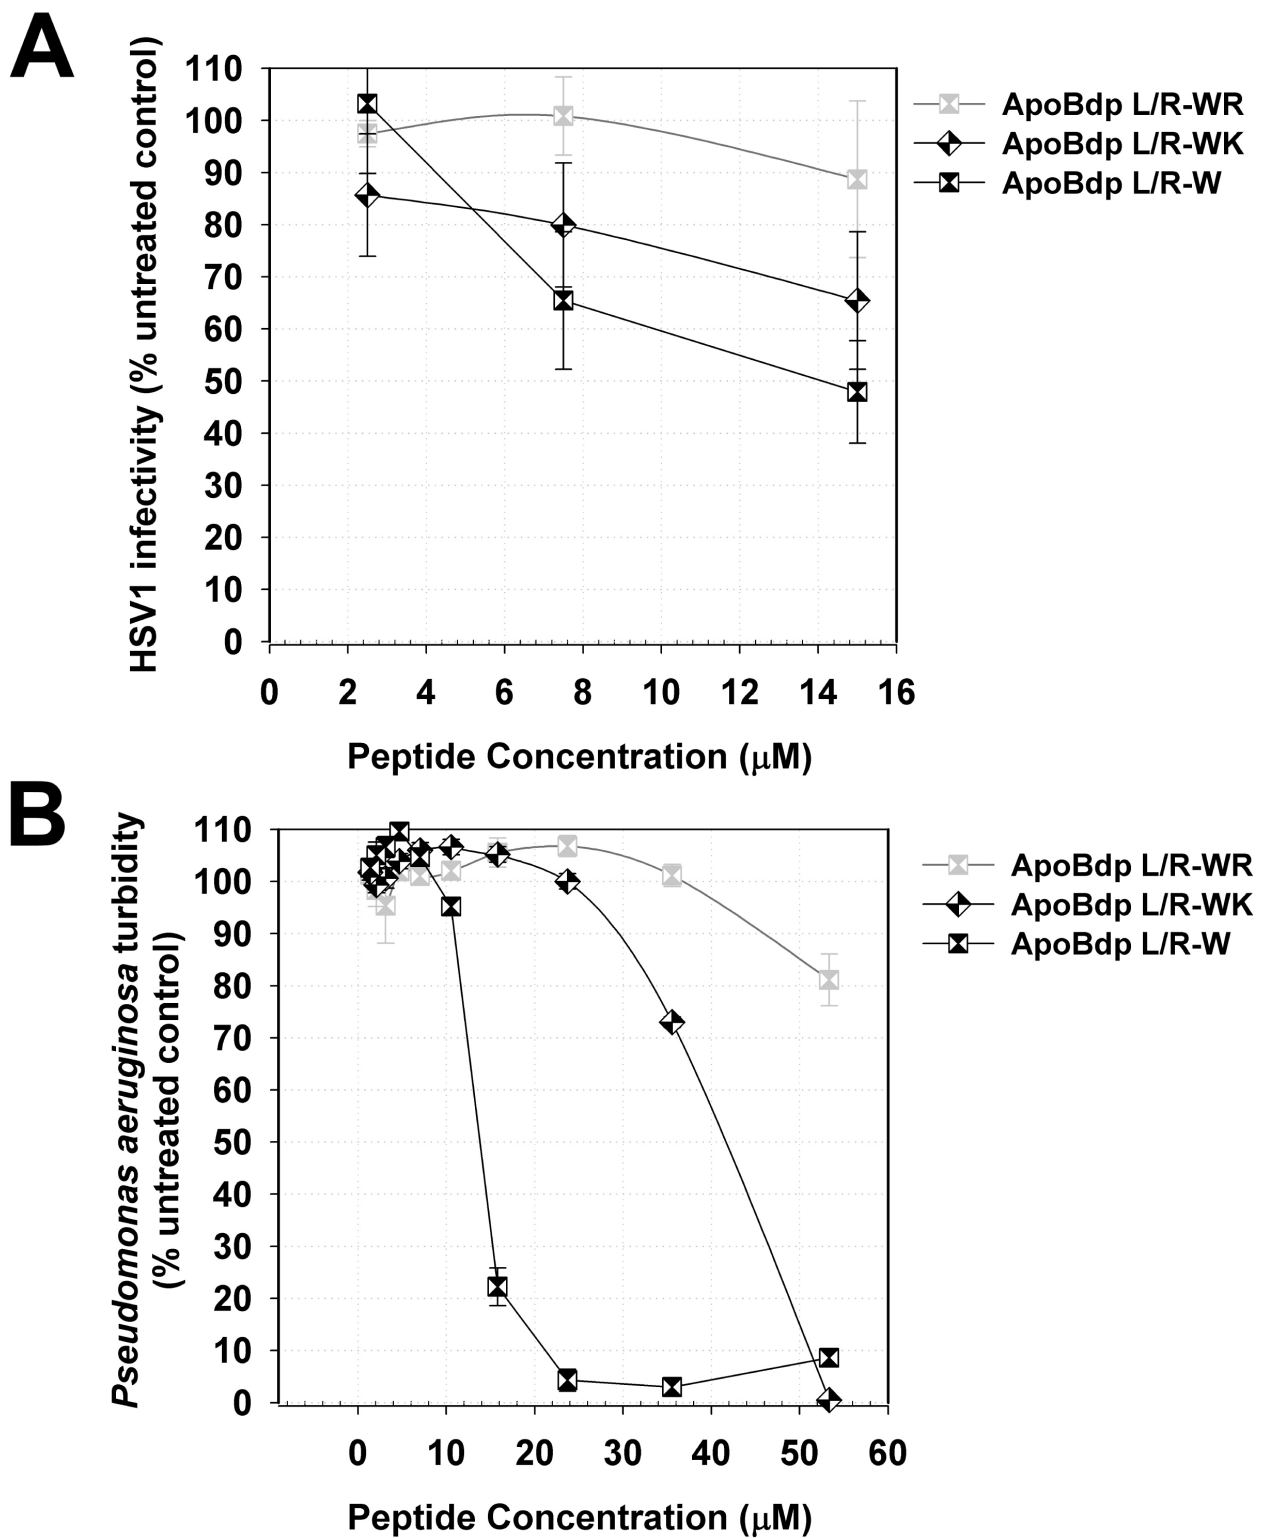 A
HSV1 infectivity (% untreated control)
110
100
90
80
70
60
50
40
30
20
10
0
0 2 4 6 8 10 12 14 16
Peptide Concentration (μM)
ApoBdp L/R-WR
ApoBdp L/R-WK
ApoBdp L/R-W
B
Pseudomonas aeruginosa turbidity
(% untreated control)
110
100
90
80
70
60
50
40
30
20
10
0
0 10 20 30 40 50 60
Peptide Concentration (μM)
ApoBdp L/R-WR
ApoBdp L/R-WK
ApoBdp L/R-W